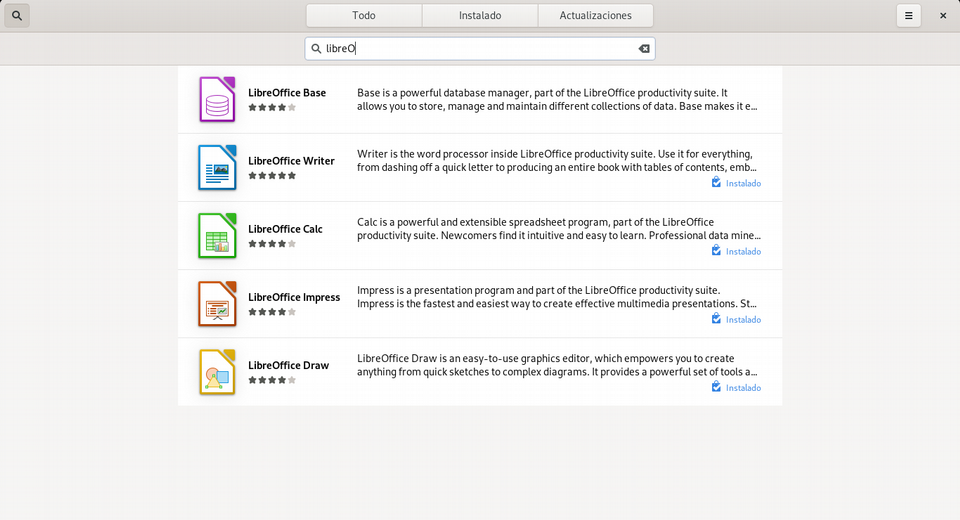 Todo
Instalado
Actualizaciones
libreO
LibreOffice Base
Base is a powerful database manager, part of the LibreOffice productivity suite. It
allows you to store, manage and maintain different collections of data. Base makes it e...
LibreOffice Writer
Writer is the word processor inside LibreOffice productivity suite. Use it for everything,
from dashing off a quick letter to producing an entire book with tables of contents, emb...
Instalado
LibreOffice Calc
Calc is a powerful and extensible spreadsheet program, part of the LibreOffice
productivity suite. Newcomers find it intuitive and easy to learn. Professional data mine...
Instalado
LibreOffice Impress
Impress is a presentation program and part of the LibreOffice productivity suite.
Impress is the fastest and easiest way to create effective multimedia presentations. St...
Instalado
LibreOffice Draw
LibreOffice Draw is an easy-to-use graphics editor, which empowers you to create
anything from quick sketches to complex diagrams. It provides a powerful set of tools a...
Instalado